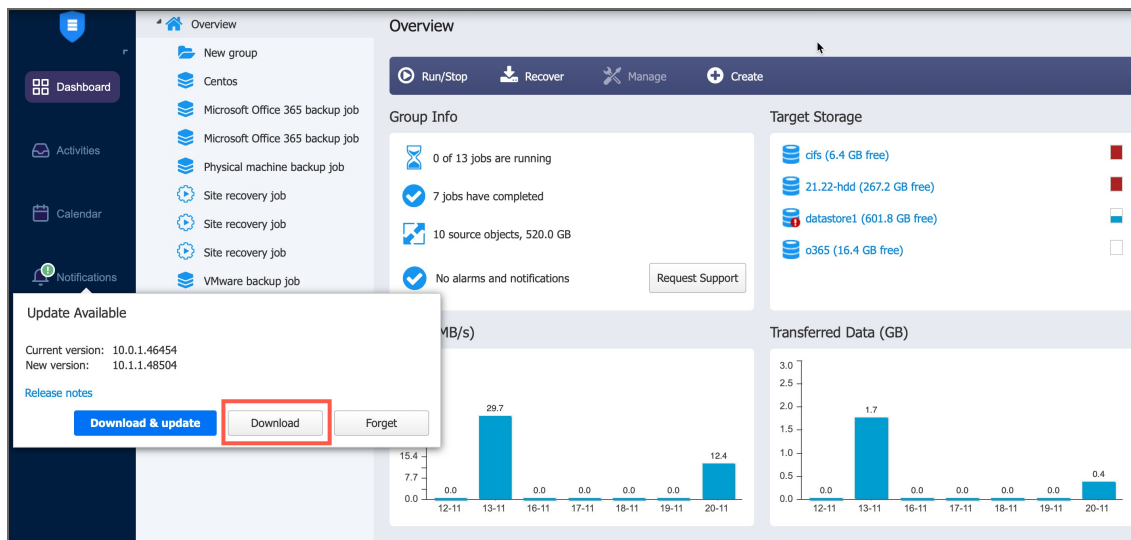 Dashboard
Activities
Calendar
Notifications
Overview
New group
Centos
Microsoft Office 365 backup job
Microsoft Office 365 backup job
Physical machine backup job
Site recovery job
Site recovery job
Site recovery job
VMware backup job
Overview
Run/Stop Recover Manage Create
Group Info
0 of 13 jobs are running
7 jobs have completed
10 source objects, 520.0 GB
No alarms and notifications Request Support
Target Storage
cifs (6.4 GB free)
21.22-hdd (267.2 GB free)
datastore1 (601.8 GB free)
o365 (16.4 GB free)
Update Available
Current version: 10.0.1.46454
New version: 10.1.1.48504
Release notes
Download & update Download Forget
MB/s)
29.7
15.4
12.4
7.7
0.0 0.0 0.0 0.0 0.0
0.0
12-11 13-11 16-11 17-11 18-11 19-11 20-11
Transferred Data (GB)
3.0
2.5
2.0
1.7
1.5
1.0
0.5
0.4
0.0 0.0 0.0 0.0 0.0
0.0
12-11 13-11 16-11 17-11 18-11 19-11 20-11